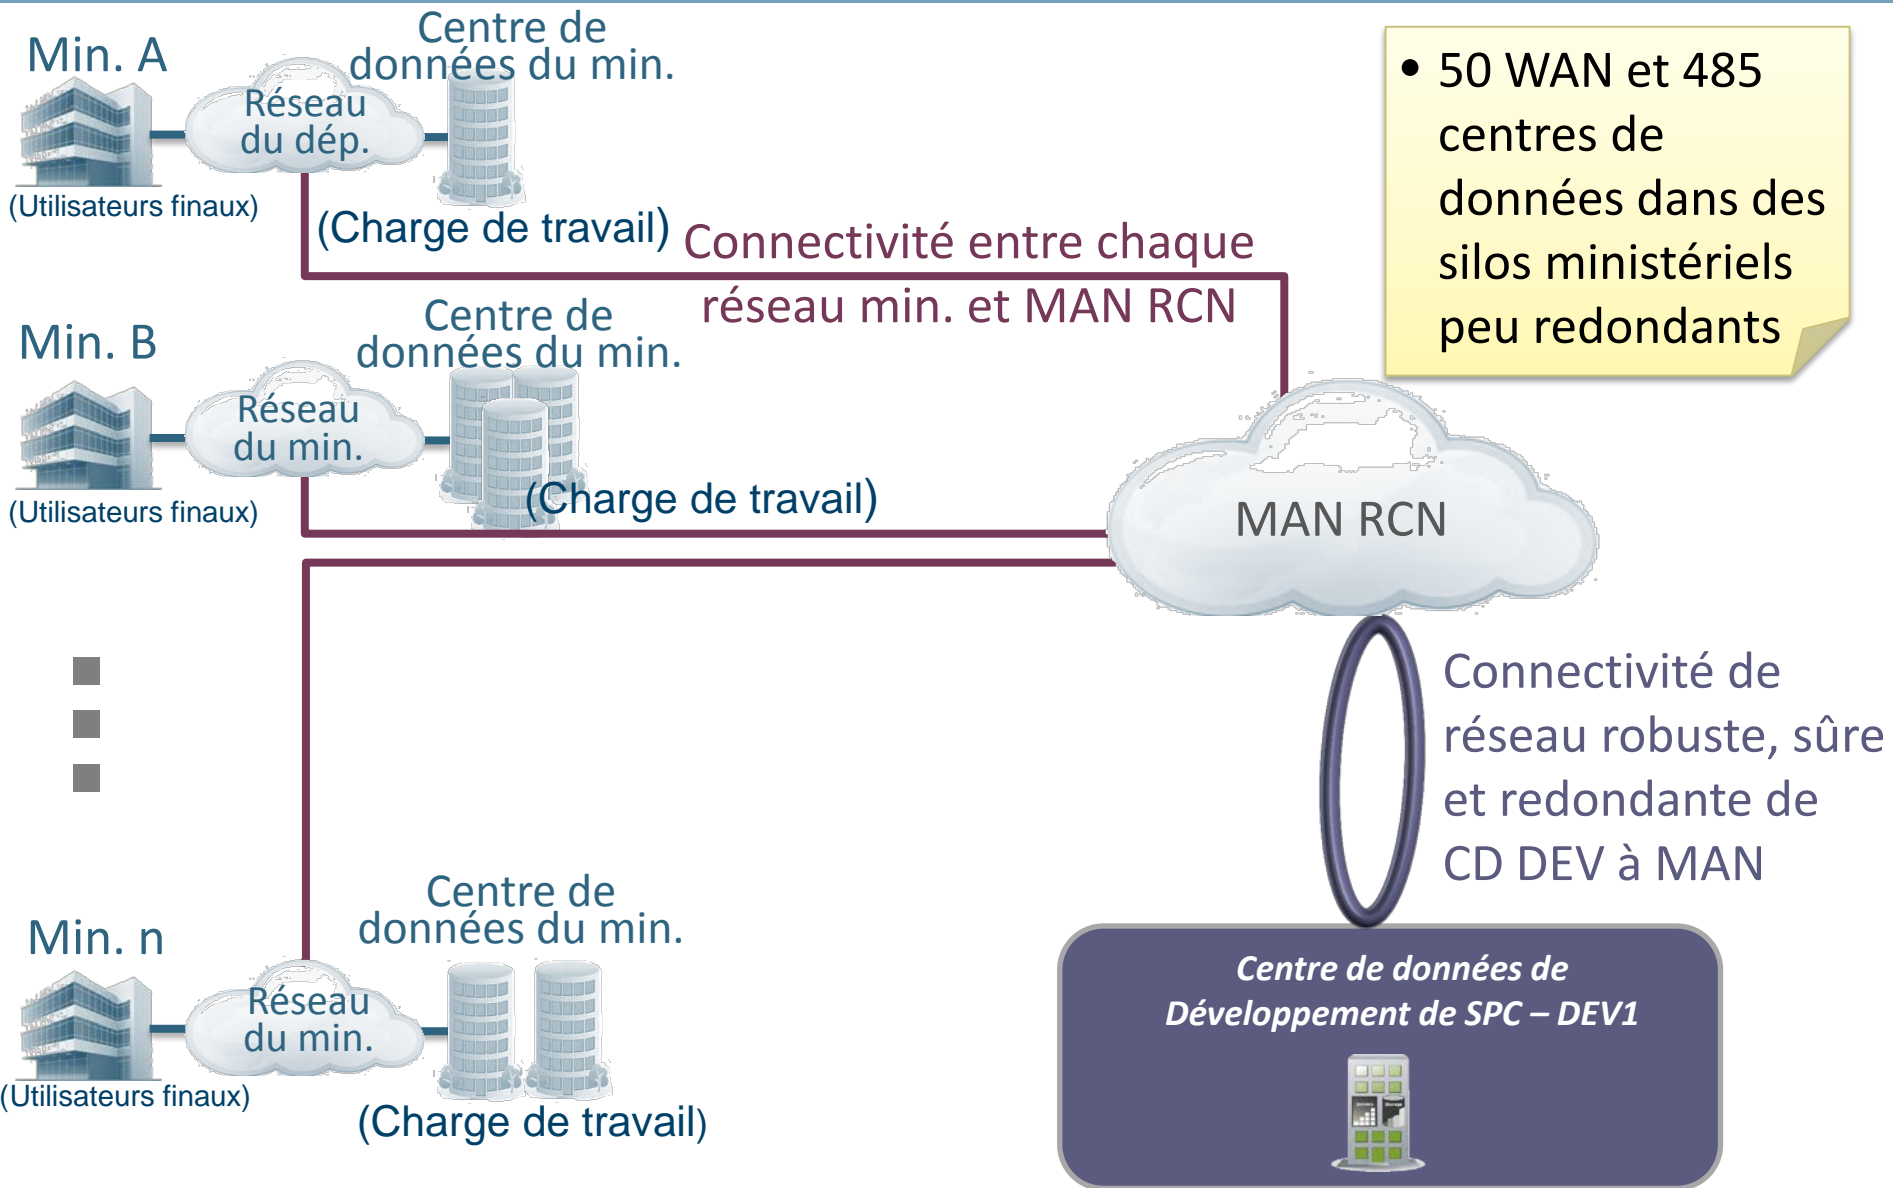 Min. A
Centre de
données du min.
Réseau
du dép.
(Utilisateurs finaux)
(Charge de travail)
Connectivité entre chaque
réseau min. et MAN RCN
• 50 WAN et 485
centres de
données dans des
silos ministériels
peu redondants
Min. B
Centre de
données du min.
Réseau
du min.
(Utilisateurs finaux)
(Charge de travail)
MAN RCN
Connectivité de
réseau robuste, sûre
et redondante de
CD DEV à MAN
Min. n
Centre de
données du min.
Réseau
du min.
(Utilisateurs finaux)
(Charge de travail)
Centre de données de
Développement de SPC – DEV1